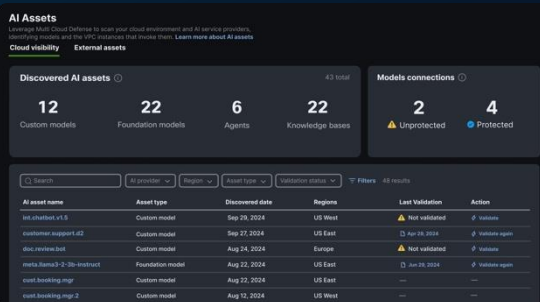 AI Assets
Leverage Multi Cloud Defense to scan your cloud environment and AI service providers,
Identifying models and the VPC instances that invoke them. Learn more about AI assets
Cloud visibility External assets
Discovered AI assets 43 total
12 22 6 22
Custom models Foundation models Agents Knowledge bases
Models connections
2 4
Unprotected Protected
Search AI provider Region Asset type Validation status Filters 48 results
AI asset name Asset type Discovered date Regions Last Validation Action
int.chatbot.v1.5 Custom model Sep 29, 2024 US West Not validated Validate
customer.support.d2 Custom model Sep 27, 2024 US East Apr 29, 2024 Validate again
doc.review.bot Custom model Aug 24, 2024 Europe Not validated Validate
meta.llama3-2-3b-instruct Foundation model Aug 22, 2024 US East Jun 29, 2024 Validate again
cust.booking.mgr Custom model Aug 22, 2024 US East — —
cust.booking.mgr.2 Custom model Aug 12, 2024 US West — —